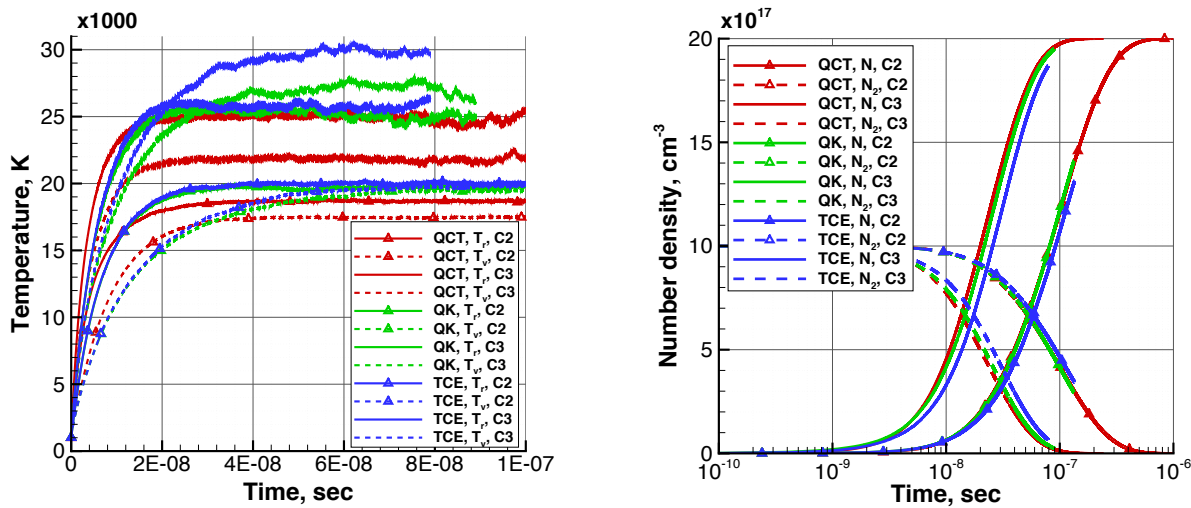 x1000
30
25
20
15
10
5
0
Temperature, K
QCT, Tr, C2
QCT, Tv, C2
QCT, Tr, C3
QCT, Tv, C3
QK, Tr, C2
QK, Tv, C2
QK, Tr, C3
QK, Tv, C3
TCE, Tr, C2
TCE, Tv, C2
TCE, Tr, C3
TCE, Tv, C3
0 2E-08 4E-08 6E-08 8E-08 1E-07
Time, sec
x10^17
20
15
10
5
0
Number density, cm^-3
QCT, N, C2
QCT, N2, C2
QCT, N, C3
QCT, N2, C3
QK, N, C2
QK, N2, C2
QK, N, C3
QK, N2, C3
TCE, N, C2
TCE, N2, C2
TCE, N, C3
TCE, N2, C3
10^-10 10^-9 10^-8 10^-7 10^-6
Time, sec